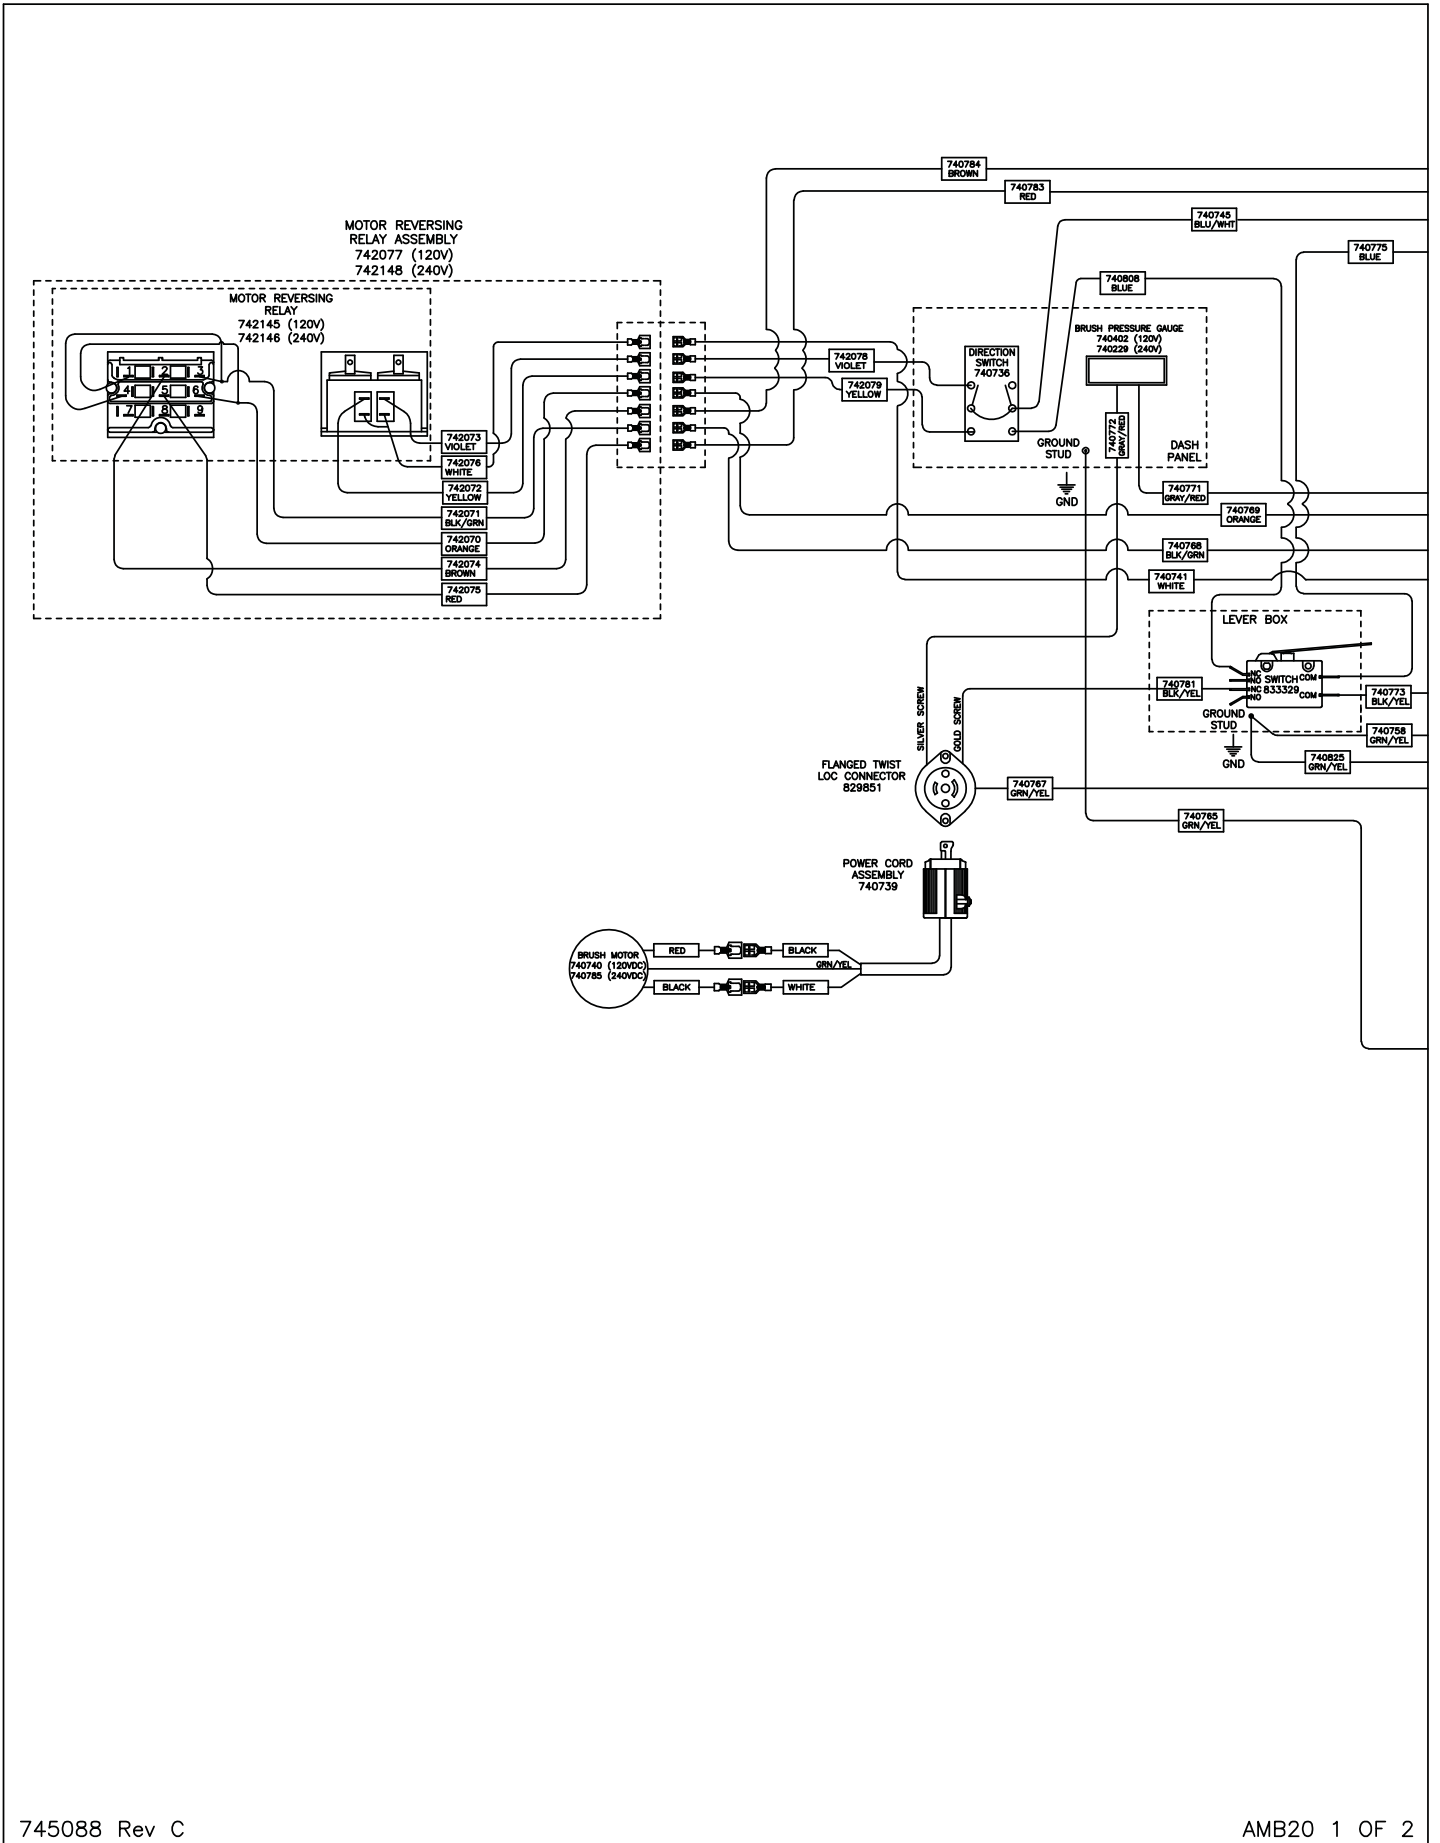 740784
BROWN
740783
RED
740745
BLU/WHT
740775
BLUE
740808
BLUE
MOTOR REVERSING
RELAY ASSEMBLY
742077 (120V)
742148 (240V)
MOTOR REVERSING
RELAY
742145 (120V)
742146 (240V)
1 2 3
4 5 6
7 8 9
742073
VIOLET
742076
WHITE
742072
YELLOW
742071
BLK/GRN
742070
ORANGE
742074
BROWN
742075
RED
742078
VIOLET
742079
YELLOW
DIRECTION
SWITCH
740736
BRUSH PRESSURE GAUGE
740402 (120V)
740229 (240V)
740772
GRAY/RED
GROUND
STUD
DASH
PANEL
GND
740771
GRAY/RED
740769
ORANGE
740768
BLK/GRN
740741
WHITE
LEVER BOX
NC
NO
NC
NO
SWITCH
833329
COM
COM
740781
BLK/YEL
740773
BLK/YEL
GROUND
STUD
GND
740758
GRN/YEL
740825
GRN/YEL
SILVER SCREW
GOLD SCREW
FLANGED TWIST
LOC CONNECTOR
829851
740767
GRN/YEL
740765
GRN/YEL
POWER CORD
ASSEMBLY
740739
BRUSH MOTOR
740740 (120VDC)
740785 (240VDC)
RED
BLACK
GRN/YEL
BLACK
WHITE
745088 Rev C
AMB20 1 OF 2